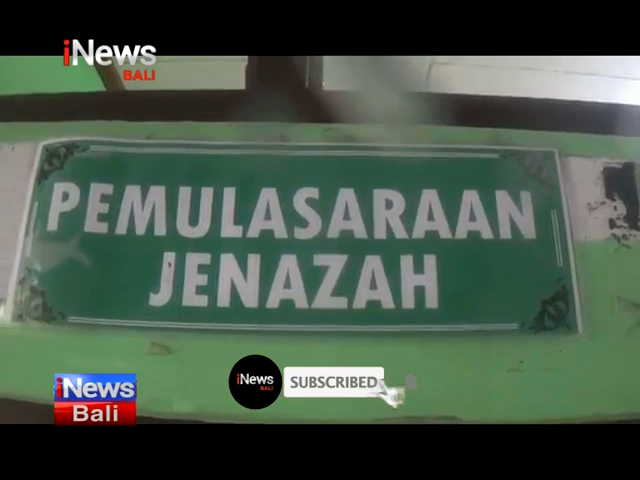 iNews
BALI
PEMULASARAAN
JENAZAH
iNews
BALI
SUBSCRIBED
iNews
Bali